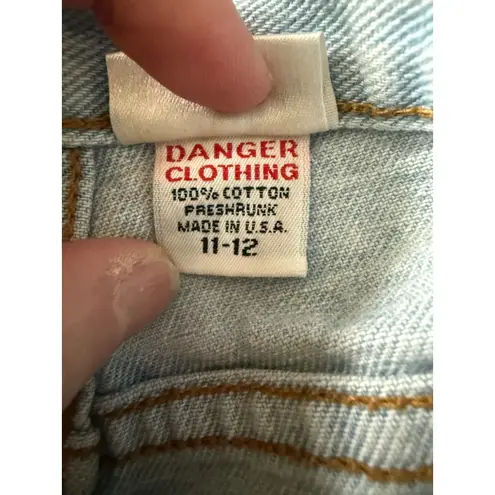 DANGER
CLOTHING
100% COTTON
PRESHRUNK
MADE IN U.S.A.
11-12